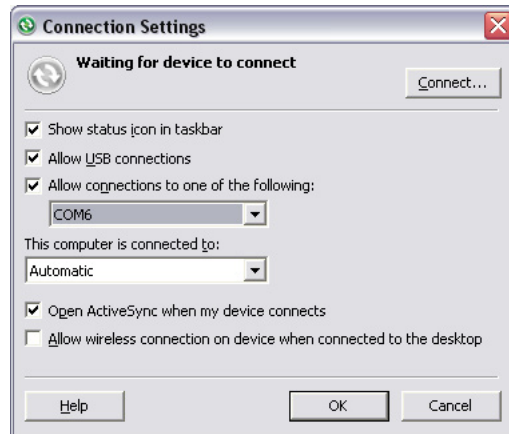 Connection Settings
Waiting for device to connect
Connect...
Show status icon in taskbar
Allow USB connections
Allow connections to one of the following:
COM6
This computer is connected to:
Automatic
Open ActiveSync when my device connects
Allow wireless connection on device when connected to the desktop
Help
OK
Cancel